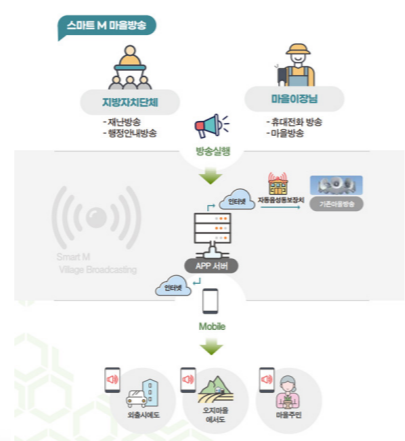 스마트 M 마을방송
지방자치단체
- 재난방송
- 행정안내방송
마을이장님
- 휴대전화 방송
- 마을방송
방송실행
인터넷
자동음성통보장치
기존마을방송
Smart M
Village Broadcasting
APP 서버
인터넷
Mobile
외출시에도
오지마을
에서도
마을주민